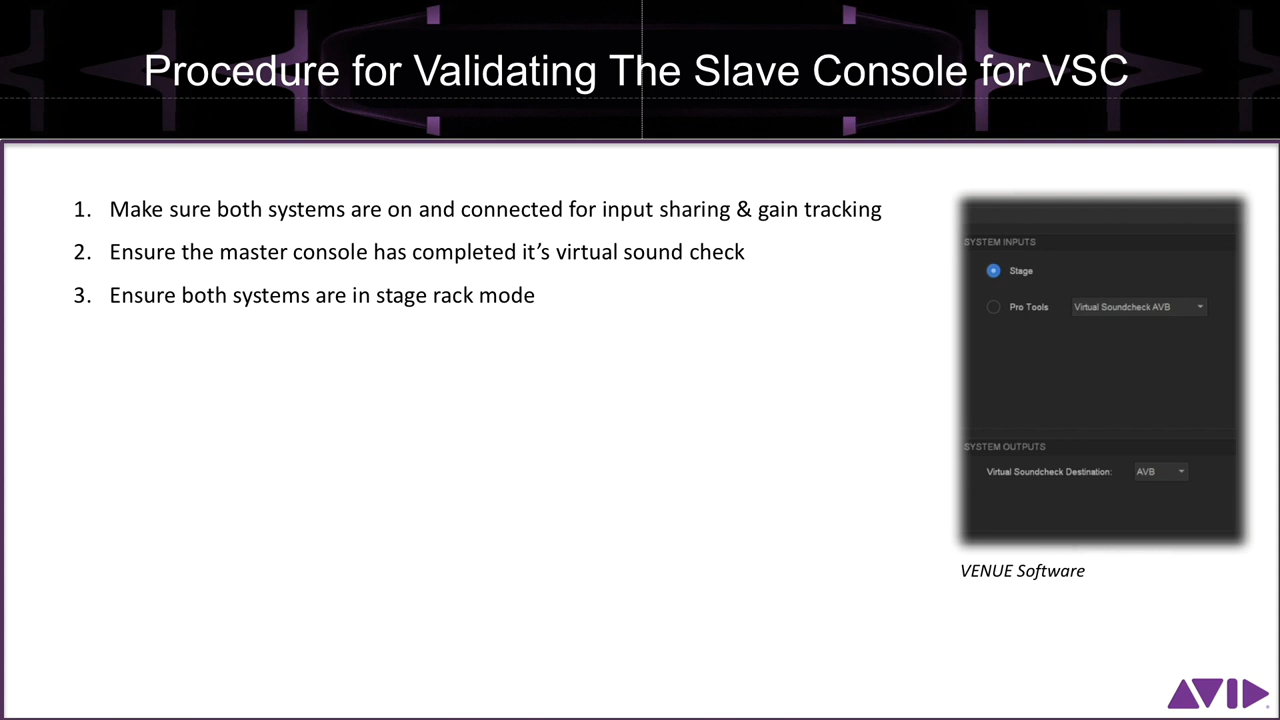 Procedure for Validating The Slave Console for VSC
1. Make sure both systems are on and connected for input sharing & gain tracking
2. Ensure the master console has completed it’s virtual sound check
3. Ensure both systems are in stage rack mode
SYSTEM INPUTS
Stage
Pro Tools Virtual Soundcheck AVB
SYSTEM OUTPUTS
Virtual Soundcheck Destination: AVB
VENUE Software
AVID